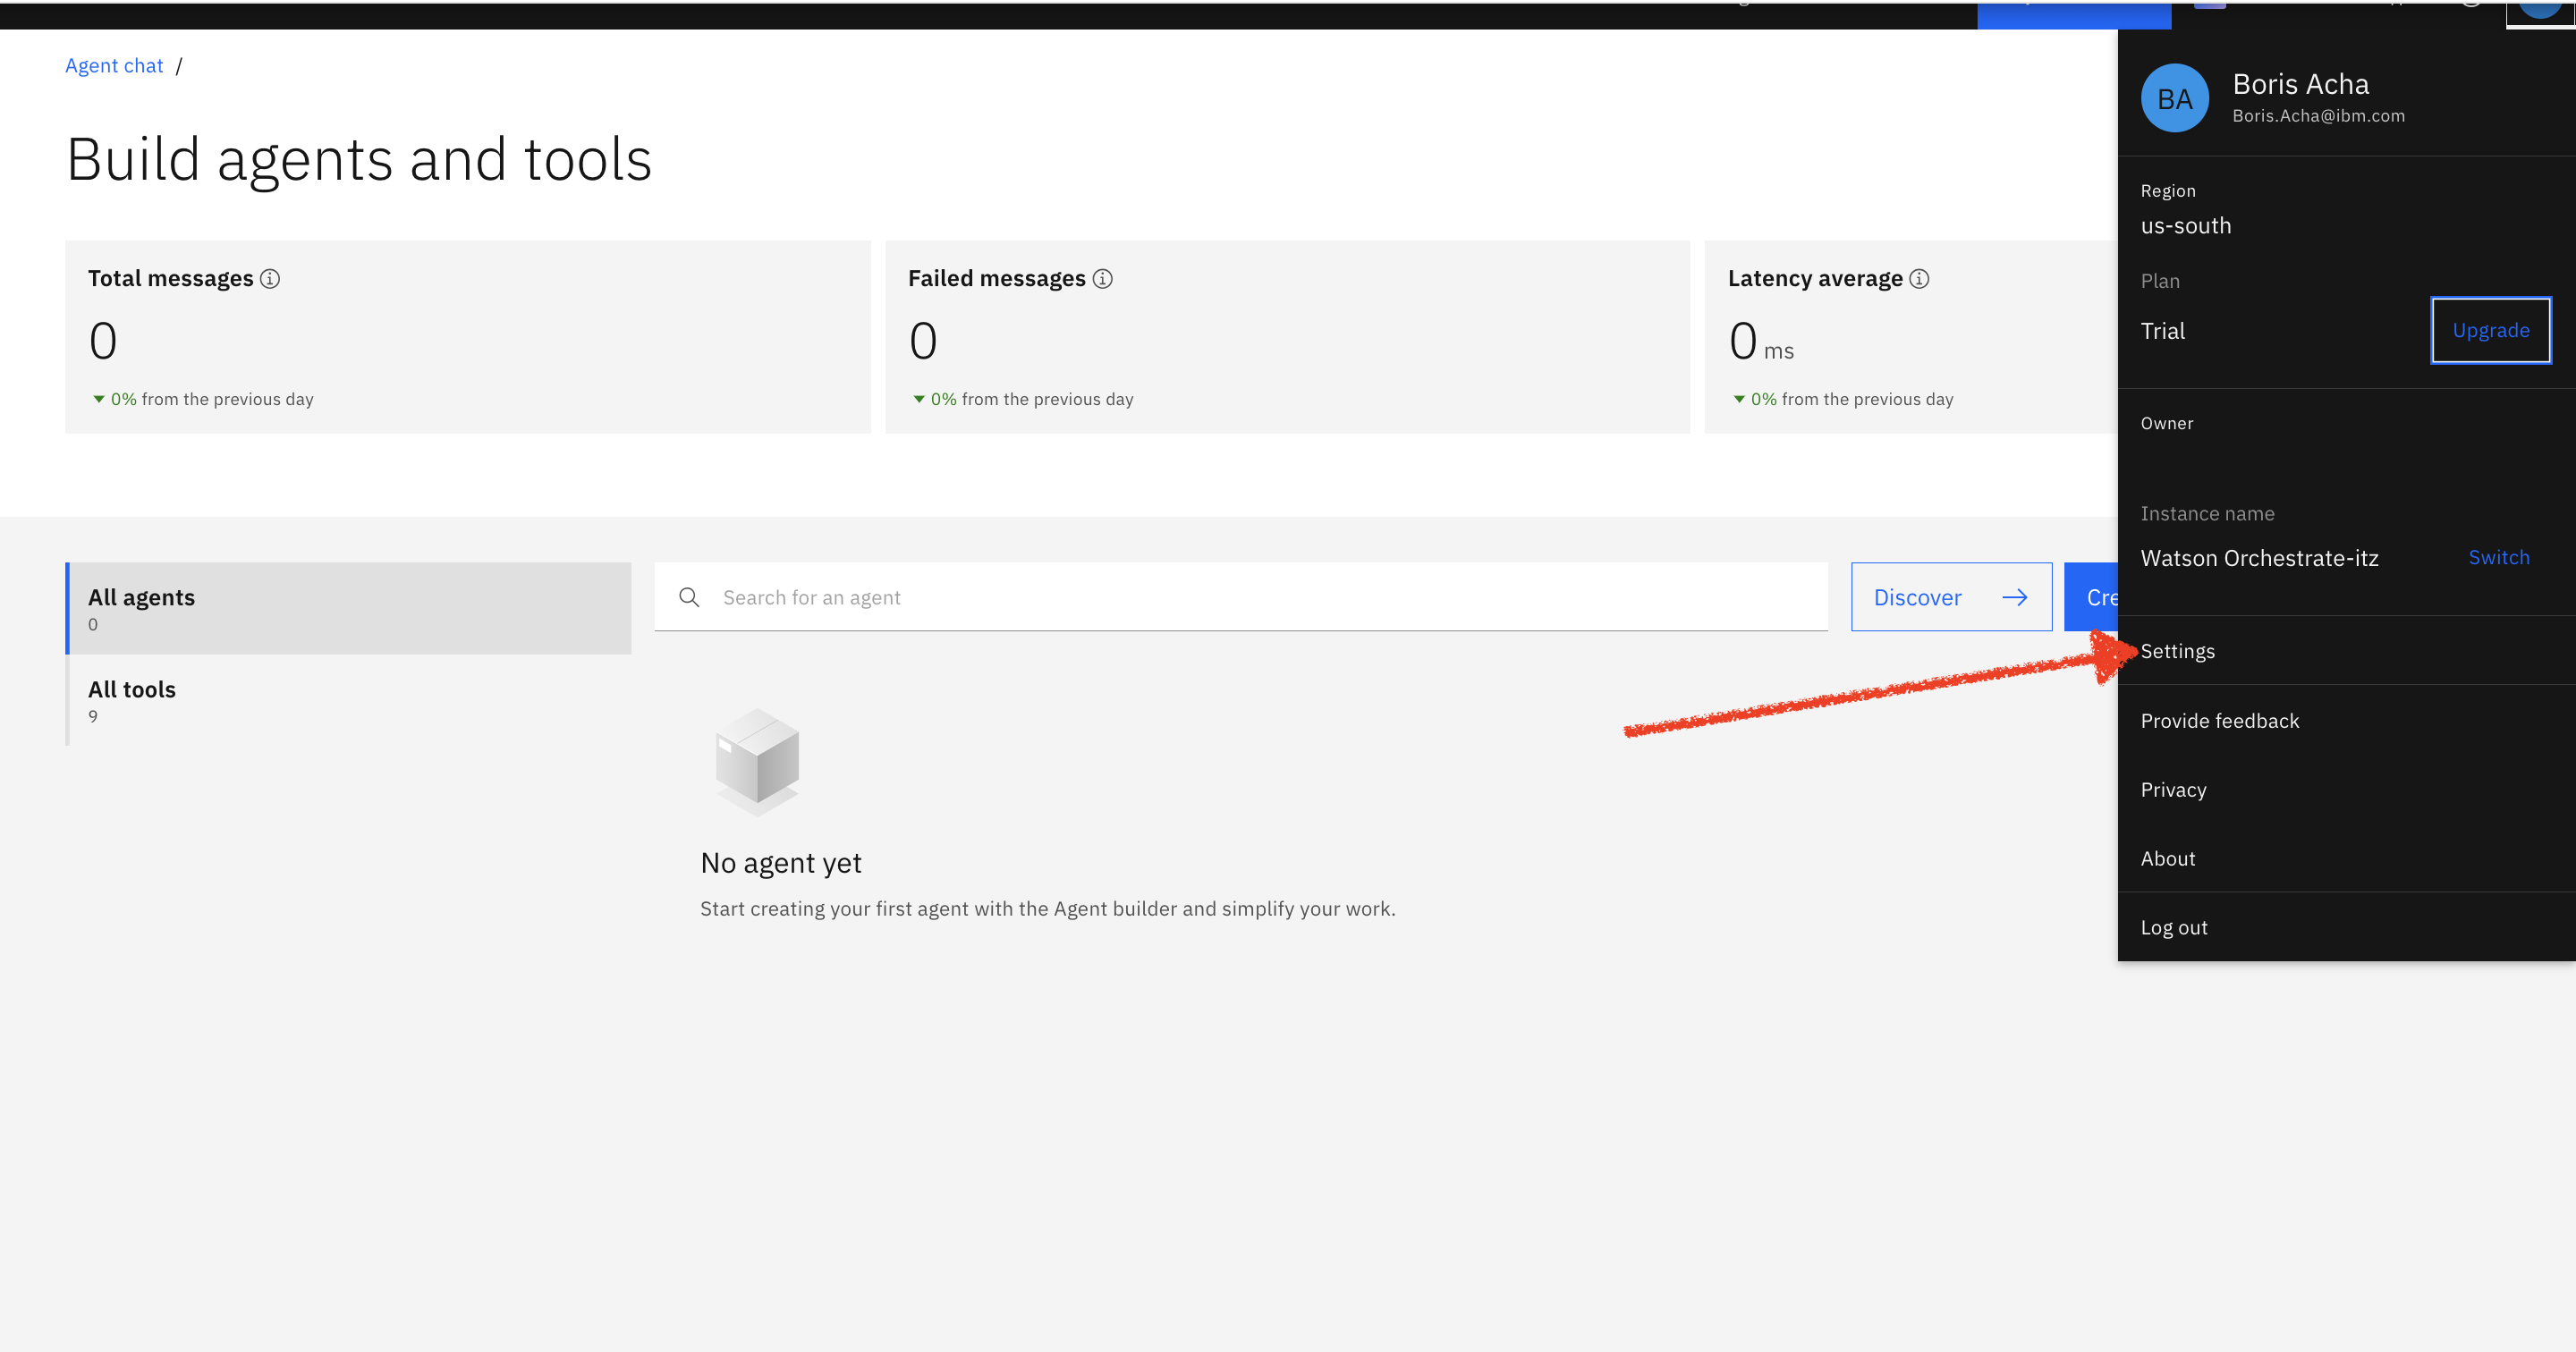 Agent chat /
Build agents and tools
Total messages
0
0% from the previous day
Failed messages
0
0% from the previous day
Latency average
0 ms
0% from the previous day
All agents
0
All tools
9
Search for an agent
Discover
Cre
No agent yet
Start creating your first agent with the Agent builder and simplify your work.
BA
Boris Acha
Boris.Acha@ibm.com
Region
us-south
Plan
Trial
Upgrade
Owner
Instance name
Watson Orchestrate-itz
Switch
Settings
Provide feedback
Privacy
About
Log out